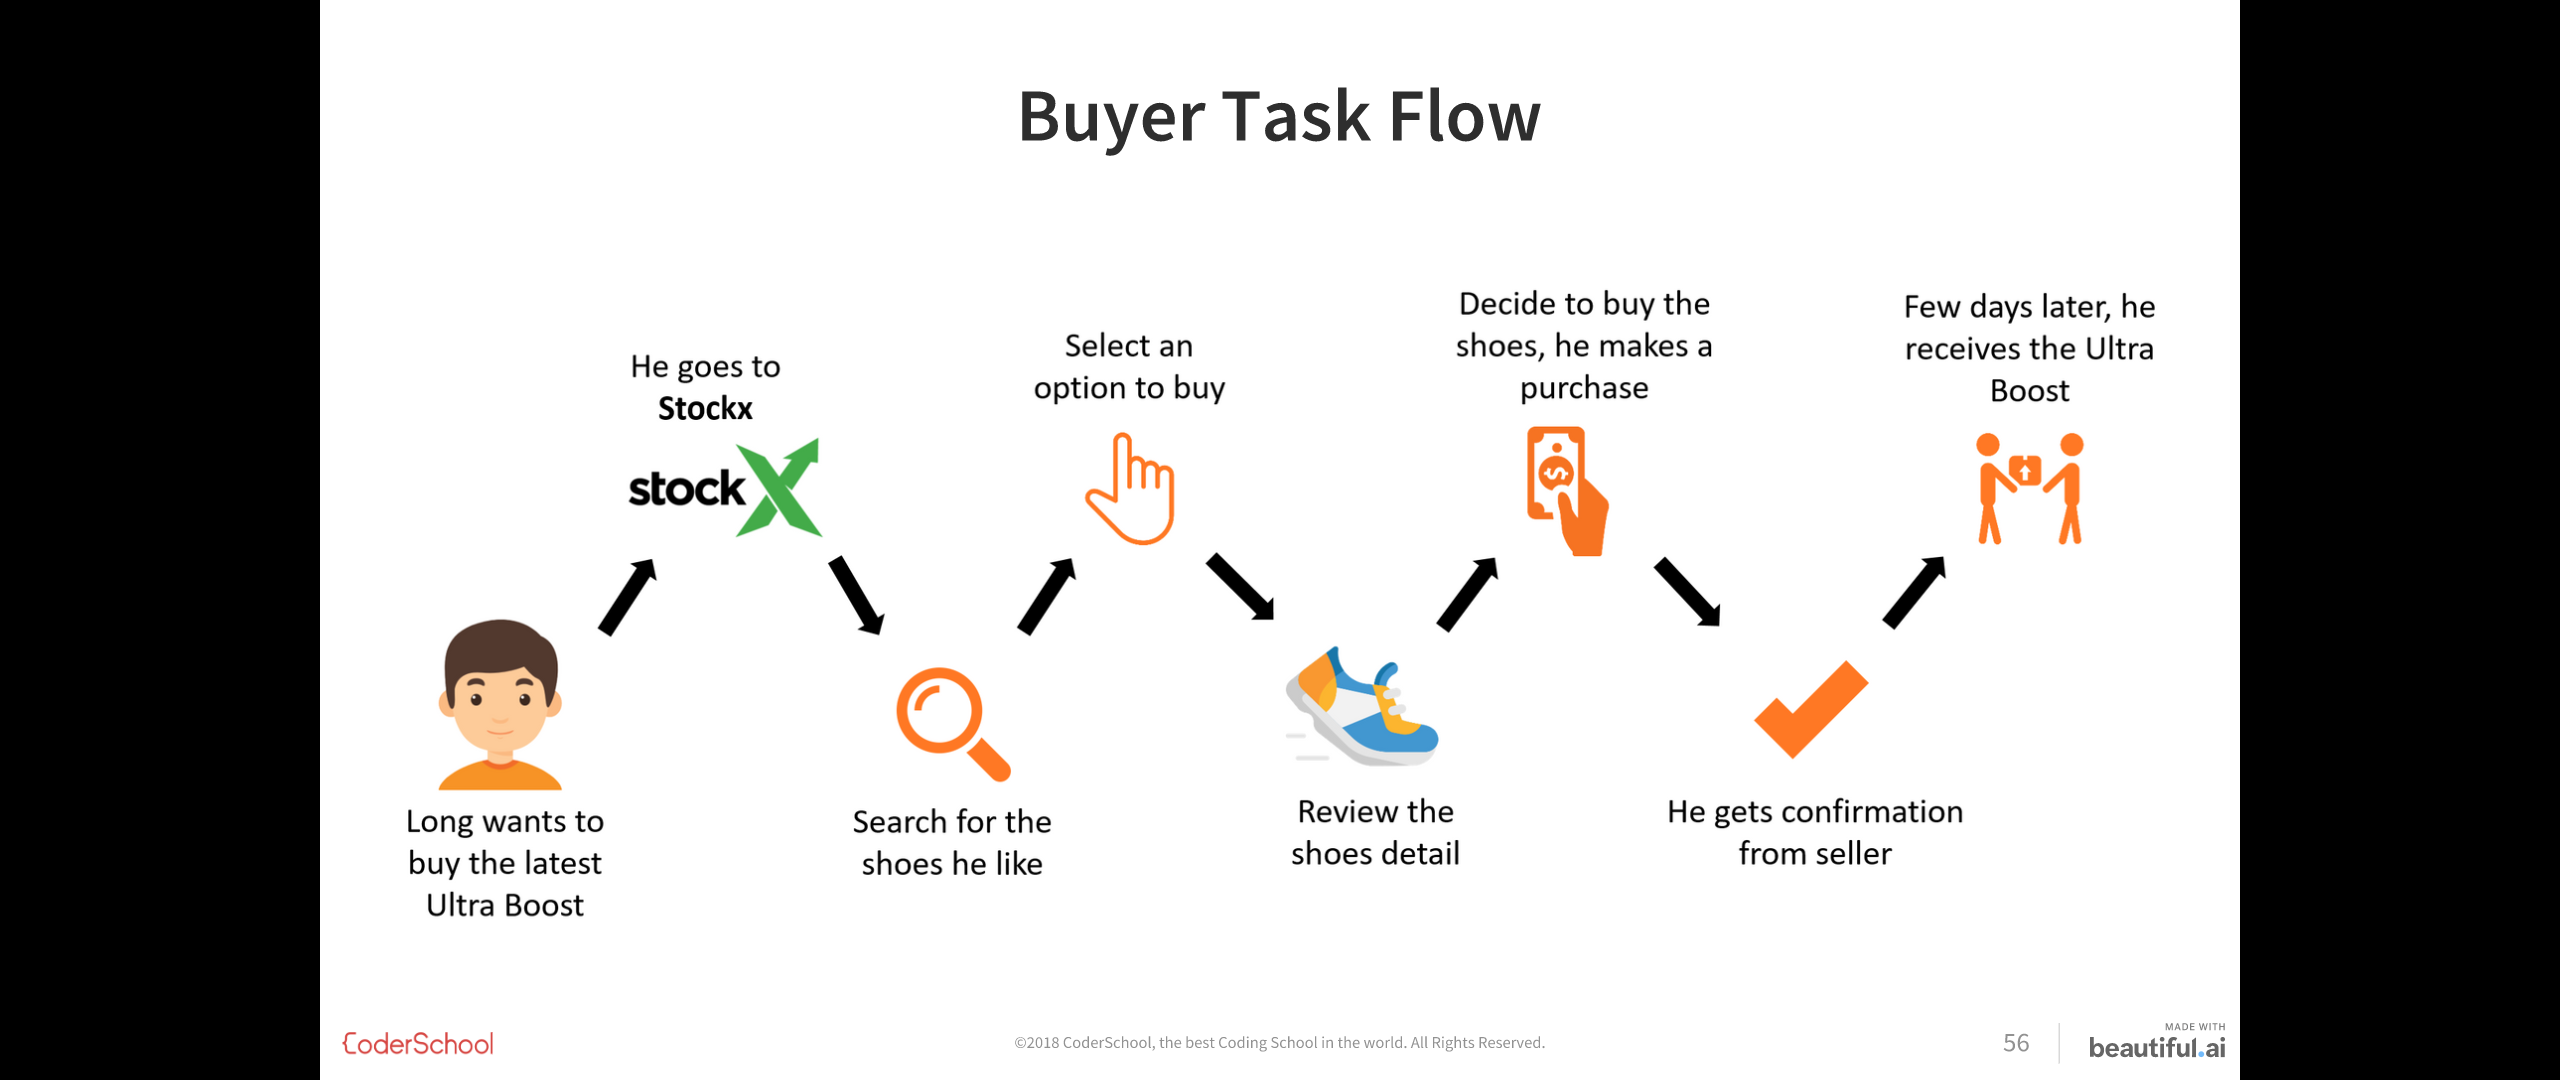 Buyer Task Flow
Long wants to
buy the latest
Ultra Boost
He goes to
Stockx
stockX
Search for the
shoes he like
Select an
option to buy
Review the
shoes detail
Decide to buy the
shoes, he makes a
purchase
$
He gets confirmation
from seller
Few days later, he
receives the Ultra
Boost
CoderSchool
©2018 CoderSchool, the best Coding School in the world. All Rights Reserved.
56
MADE WITH
beautiful.ai